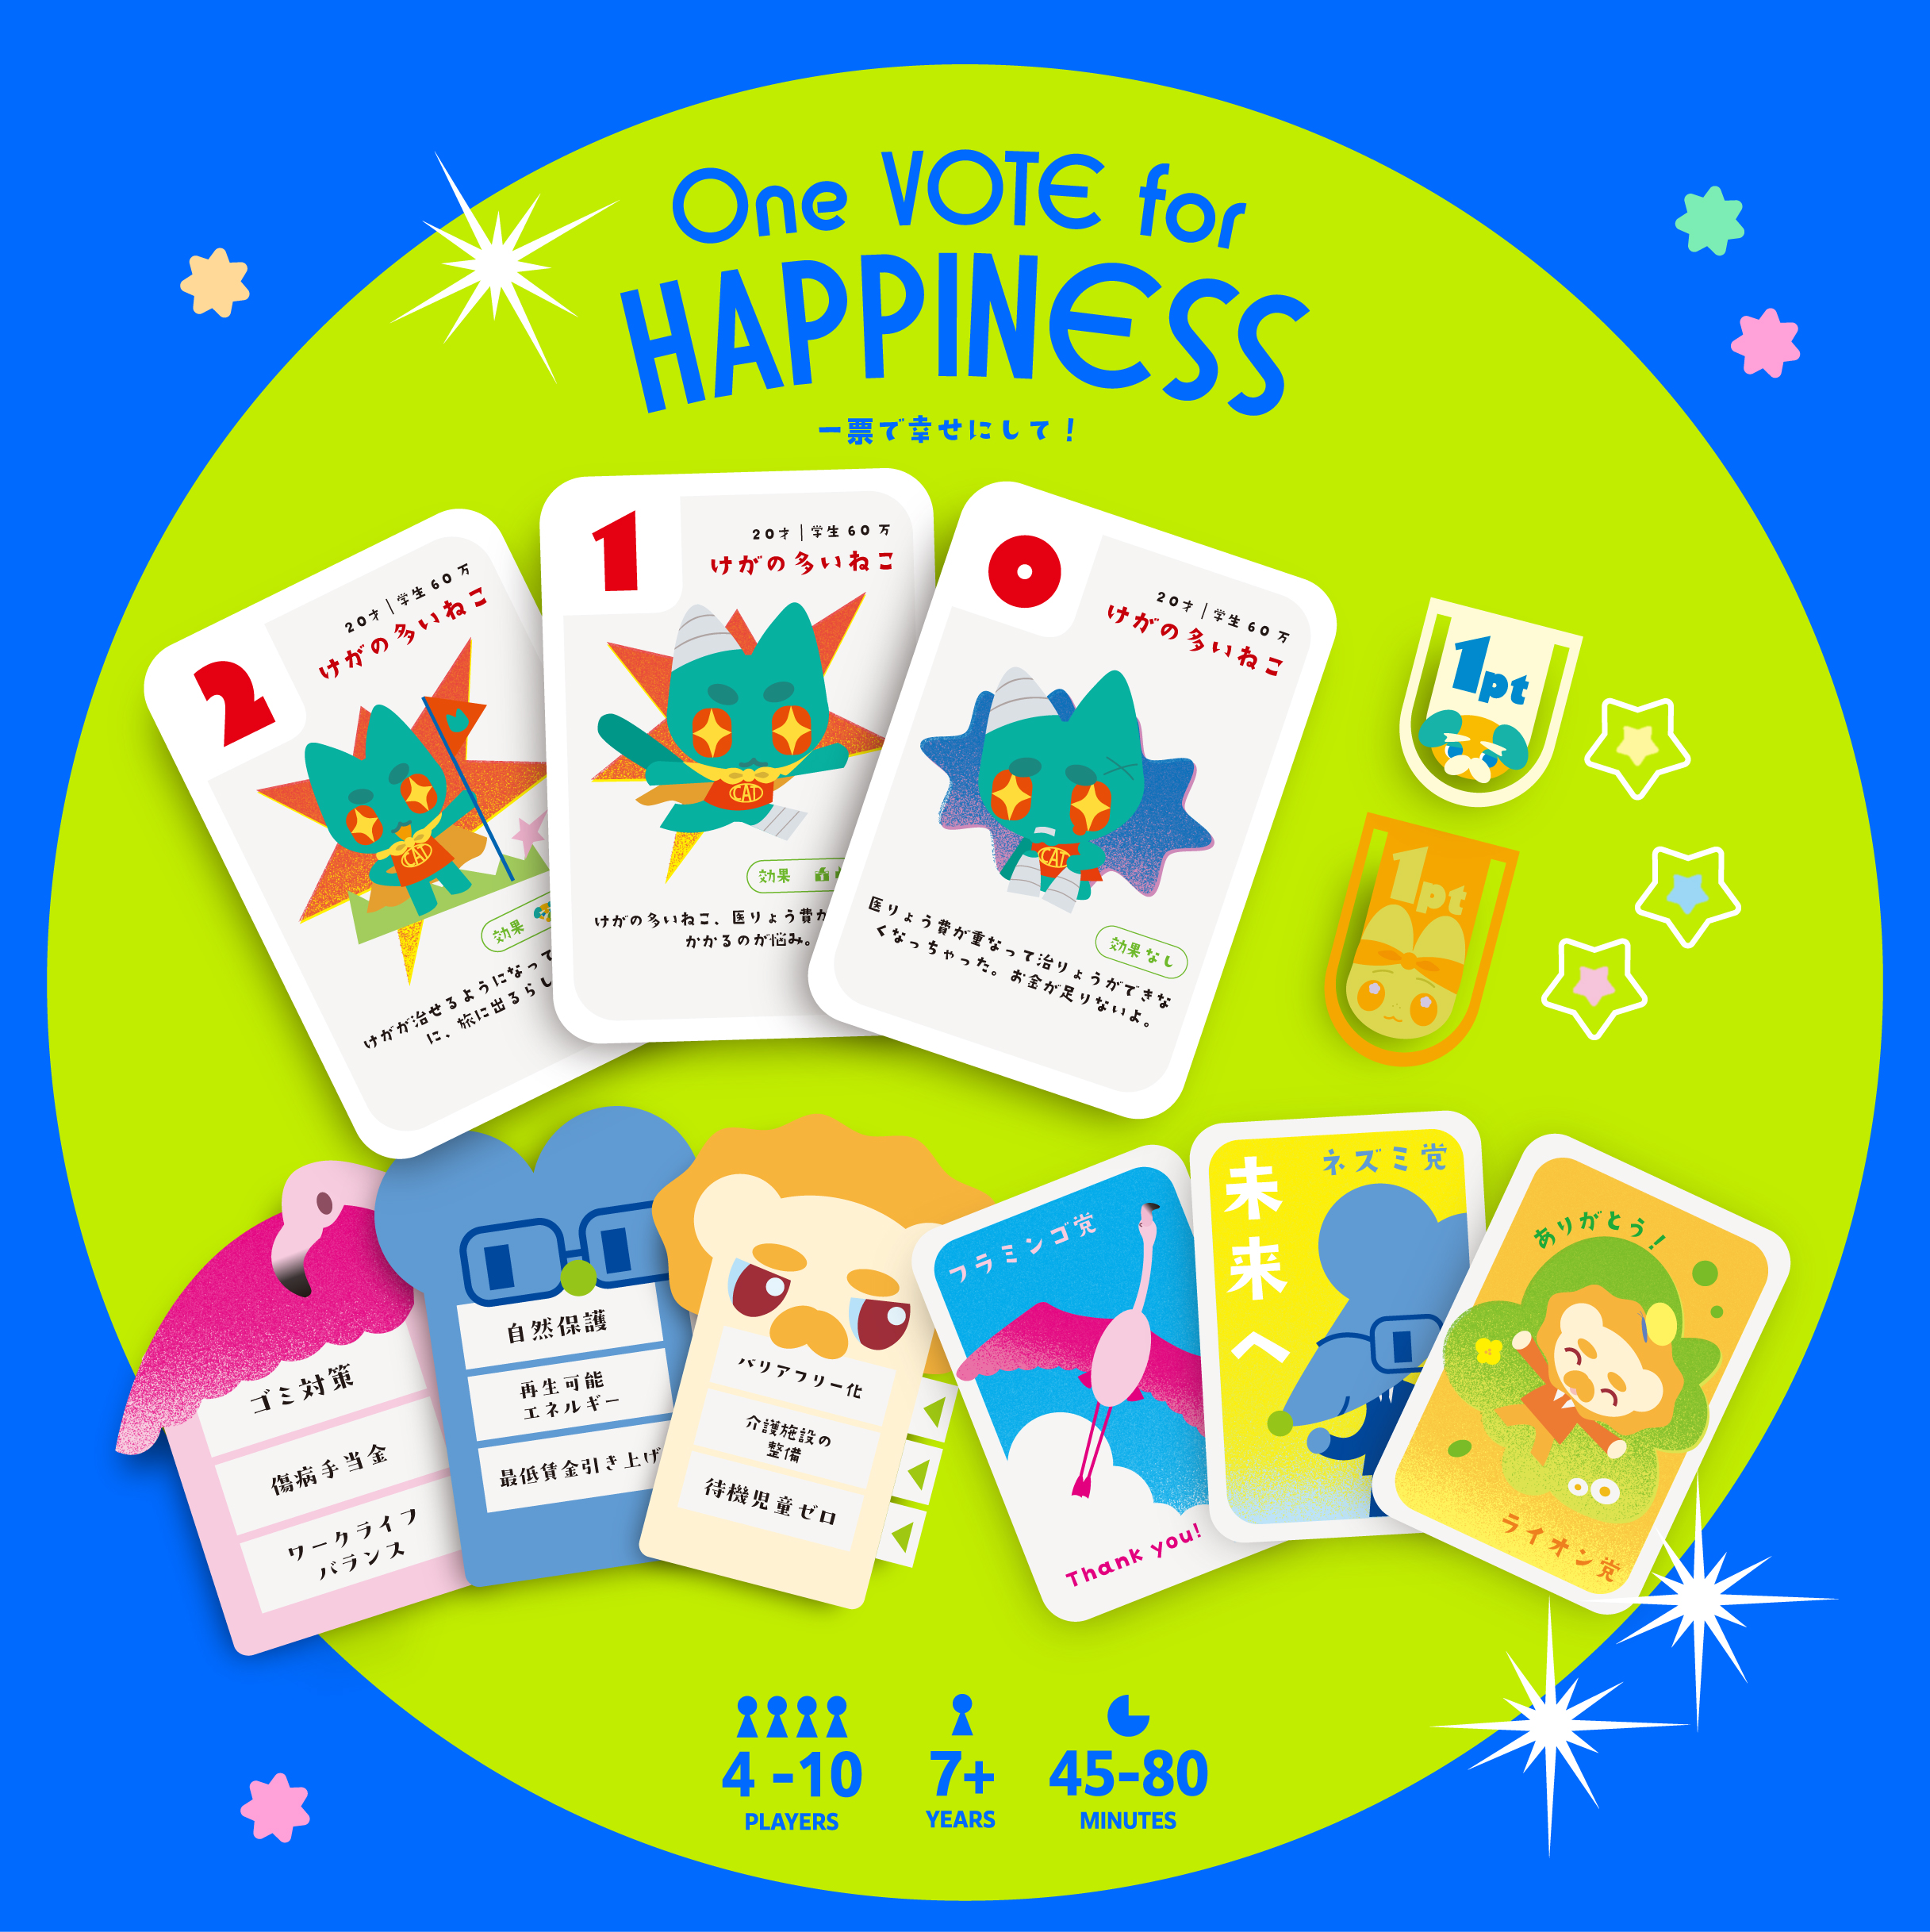 One VOTE for
HAPPINESS
一票で幸せにして！
2
20才｜学生60万
けがの多いねこ
CAT
効果
けがが治せるようになって
に、旅に出るらし
1
20才｜学生60万
けがの多いねこ
CAT
効果
けがの多いねこ、医りょう費が
かかるのが悩み。
0
20才｜学生60万
けがの多いねこ
CAT
効果なし
医りょう費が重なって治りょうができな
くなっちゃった。お金が足りないよ。
1pt
1pt
ゴミ対策
傷病手当金
ワークライフ
バランス
自然保護
再生可能
エネルギー
最低賃金引き上げ
バリアフリー化
介護施設の
整備
待機児童ゼロ
フラミンゴ党
Thank you!
ネズミ党
未来へ
ありがとう！
ライオン党
4 -10
PLAYERS
7+
YEARS
45-80
MINUTES